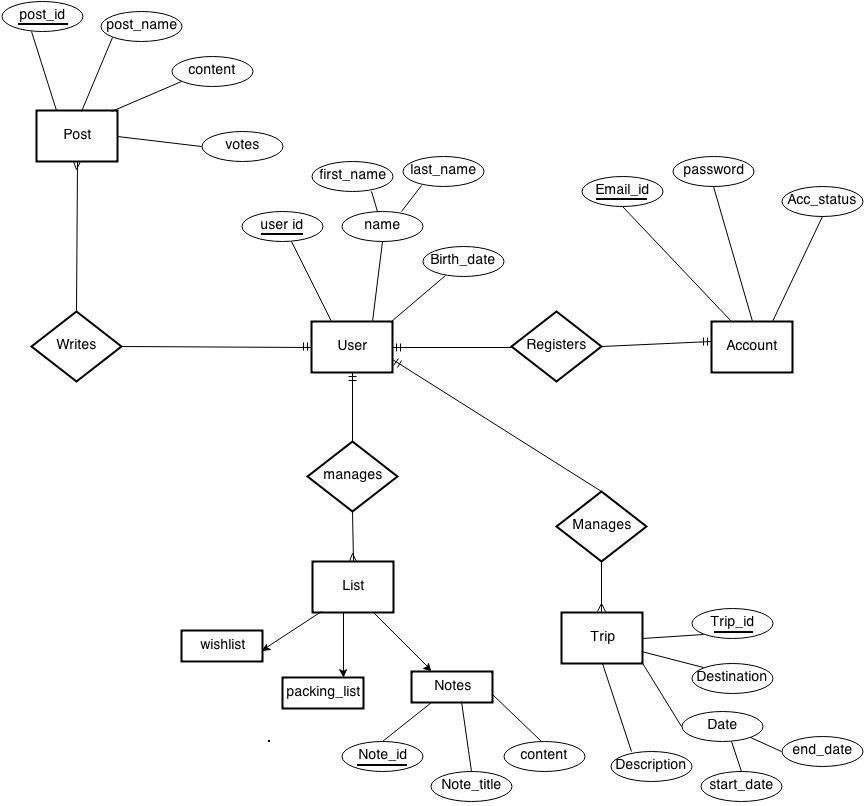 post_id
post_name
content
Post
votes
first_name
last_name
user id
name
Birth_date
Email_id
password
Acc_status
Writes
User
Registers
Account
manages
Manages
List
wishlist
packing_list
Notes
Note_id
Note_title
content
Trip
Trip_id
Destination
Date
end_date
start_date
Description